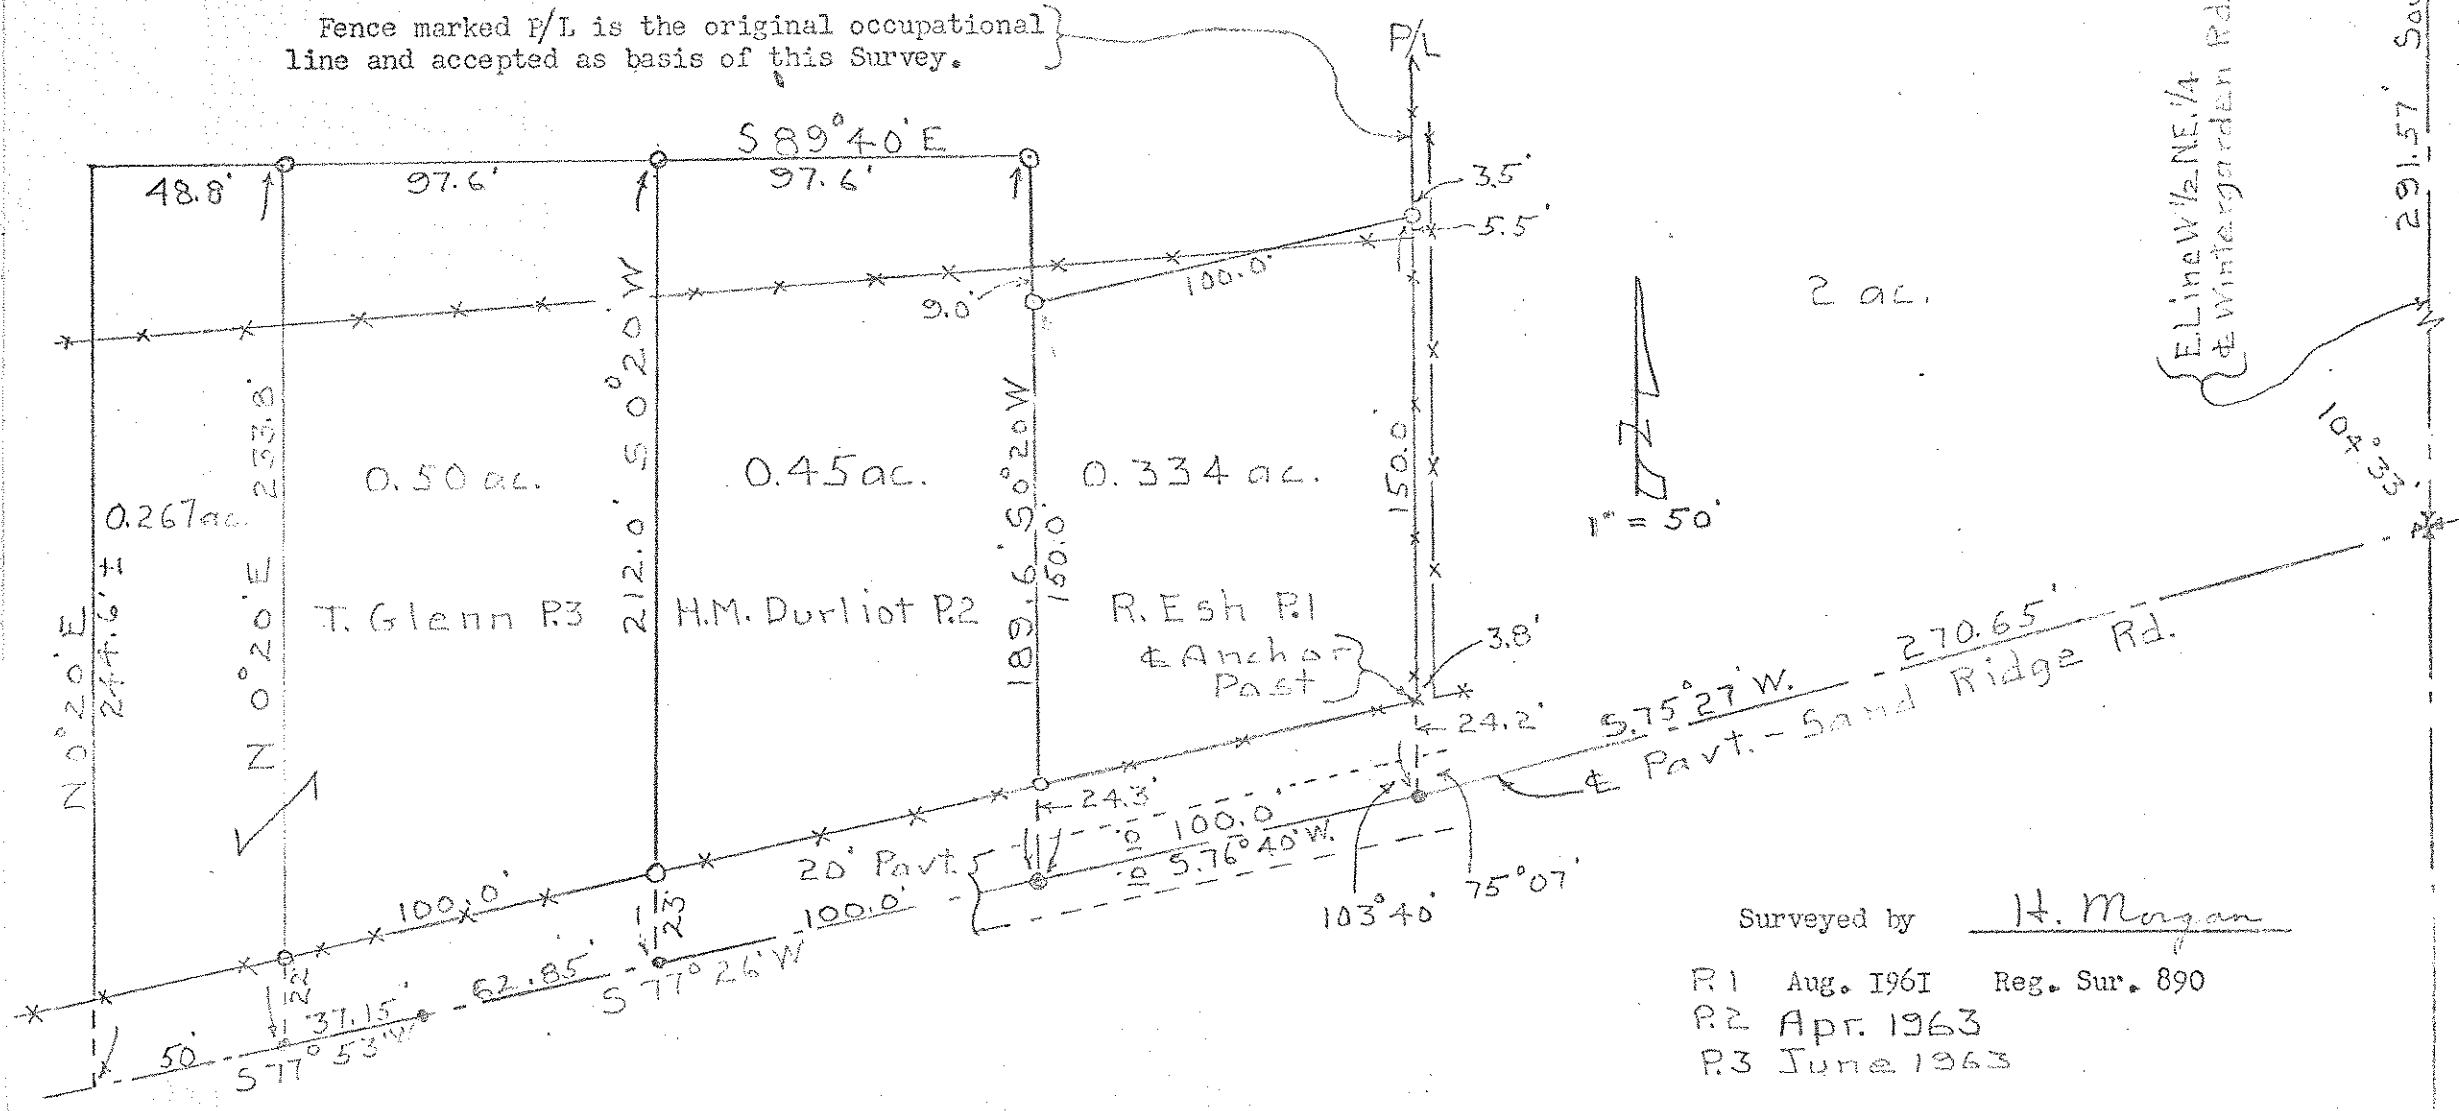 Fence marked P/L is the original occupational
line and accepted as basis of this Survey.
P/L
E.Line W½ N.E.¼
℄ Wintergarden Rd.
291.57'
S 89°40'E
48.8'
97.6'
97.6'
3.5'
5.5'
9.0'
100.0'
2 ac.
104°33'
N 0°20'E
244.6'±
0.267 ac.
N 0°20'E 233.8'
0.50 ac.
212.0' S 0°20'W
0.45 ac.
189.6' S 0°20'W
150.0'
0.334 ac.
150.0'
N
1" = 50'
T. Glenn P.3
H.M. Durliot P.2
R. Esh P.1
℄ Anchor
Post
3.8'
24.2'
24.3'
S.75°27'W.
270.65'
℄ Pavt. - Sand Ridge Rd.
100.0'
S.76°40'W.
20' Pavt.
103°40'
75°07'
100.0'
100.0'
23'
62.85'
S 77°26'W
22'
37.15'
50'
S 77°53'W
Surveyed by H. Morgan
P.1 Aug. I96I Reg. Sur. 890
P.2 Apr. 1963
P.3 June 1963